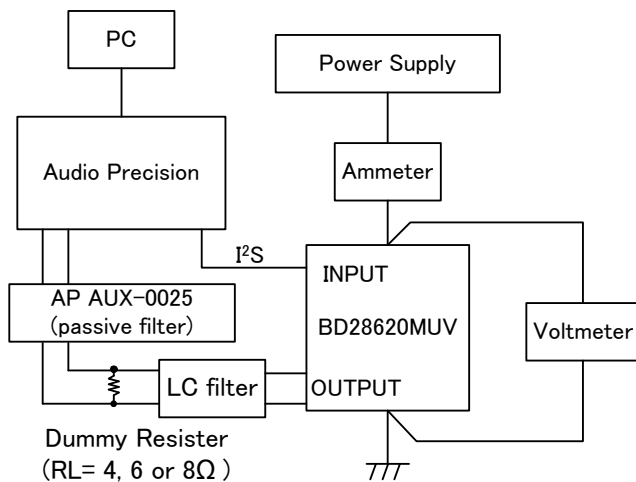 PC
Power Supply
Audio Precision
Ammeter
I²S
INPUT
AP AUX-0025
(passive filter)
BD28620MUV
Voltmeter
LC filter
OUTPUT
Dummy Resister
(RL= 4, 6 or 8Ω )